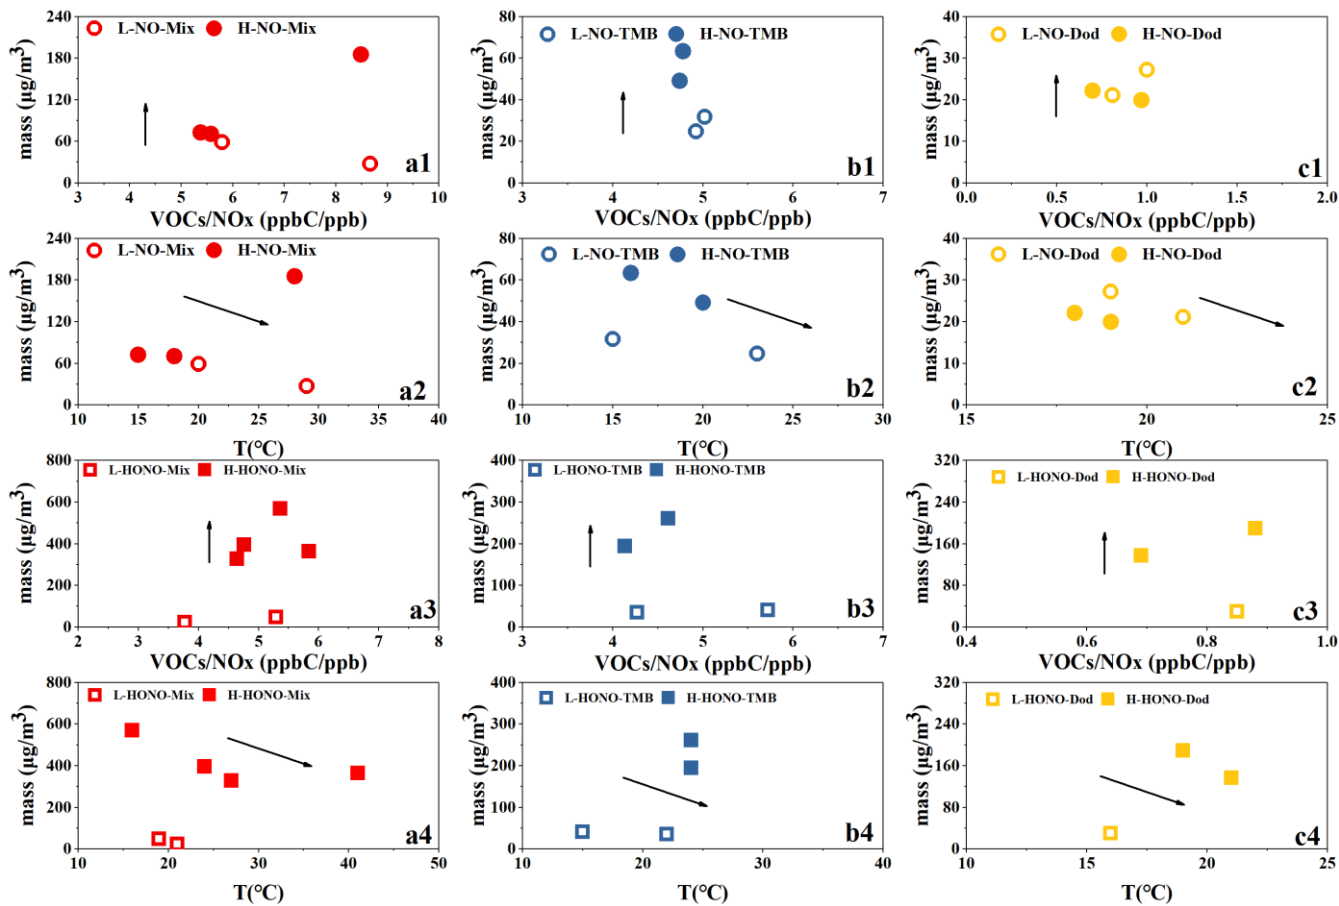 L-NO-Mix H-NO-Mix
mass (μg/m³)
240
180
120
60
0
a1
3 4 5 6 7 8 9 10
VOCs/NOx (ppbC/ppb)
L-NO-TMB H-NO-TMB
mass (μg/m³)
80
60
40
20
0
b1
3 4 5 6 7
VOCs/NOx (ppbC/ppb)
L-NO-Dod H-NO-Dod
mass (μg/m³)
40
30
20
10
0
c1
0.0 0.5 1.0 1.5 2.0
VOCs/NOx (ppbC/ppb)
L-NO-Mix H-NO-Mix
mass (μg/m³)
240
180
120
60
0
a2
10 15 20 25 30 35 40
T(°C)
L-NO-TMB H-NO-TMB
mass (μg/m³)
80
60
40
20
0
b2
10 15 20 25 30
T(°C)
L-NO-Dod H-NO-Dod
mass (μg/m³)
40
30
20
10
0
c2
15 20 25
T(°C)
L-HONO-Mix H-HONO-Mix
mass (μg/m³)
800
600
400
200
0
a3
2 3 4 5 6 7 8
VOCs/NOx (ppbC/ppb)
L-HONO-TMB H-HONO-TMB
mass (μg/m³)
400
300
200
100
0
b3
3 4 5 6 7
VOCs/NOx (ppbC/ppb)
L-HONO-Dod H-HONO-Dod
mass (μg/m³)
320
240
160
80
0
c3
0.4 0.6 0.8 1.0
VOCs/NOx (ppbC/ppb)
L-HONO-Mix H-HONO-Mix
mass (μg/m³)
800
600
400
200
0
a4
10 20 30 40 50
T(°C)
L-HONO-TMB H-HONO-TMB
mass (μg/m³)
400
300
200
100
0
b4
10 20 30 40
T(°C)
L-HONO-Dod H-HONO-Dod
mass (μg/m³)
320
240
160
80
0
c4
10 15 20 25
T(°C)